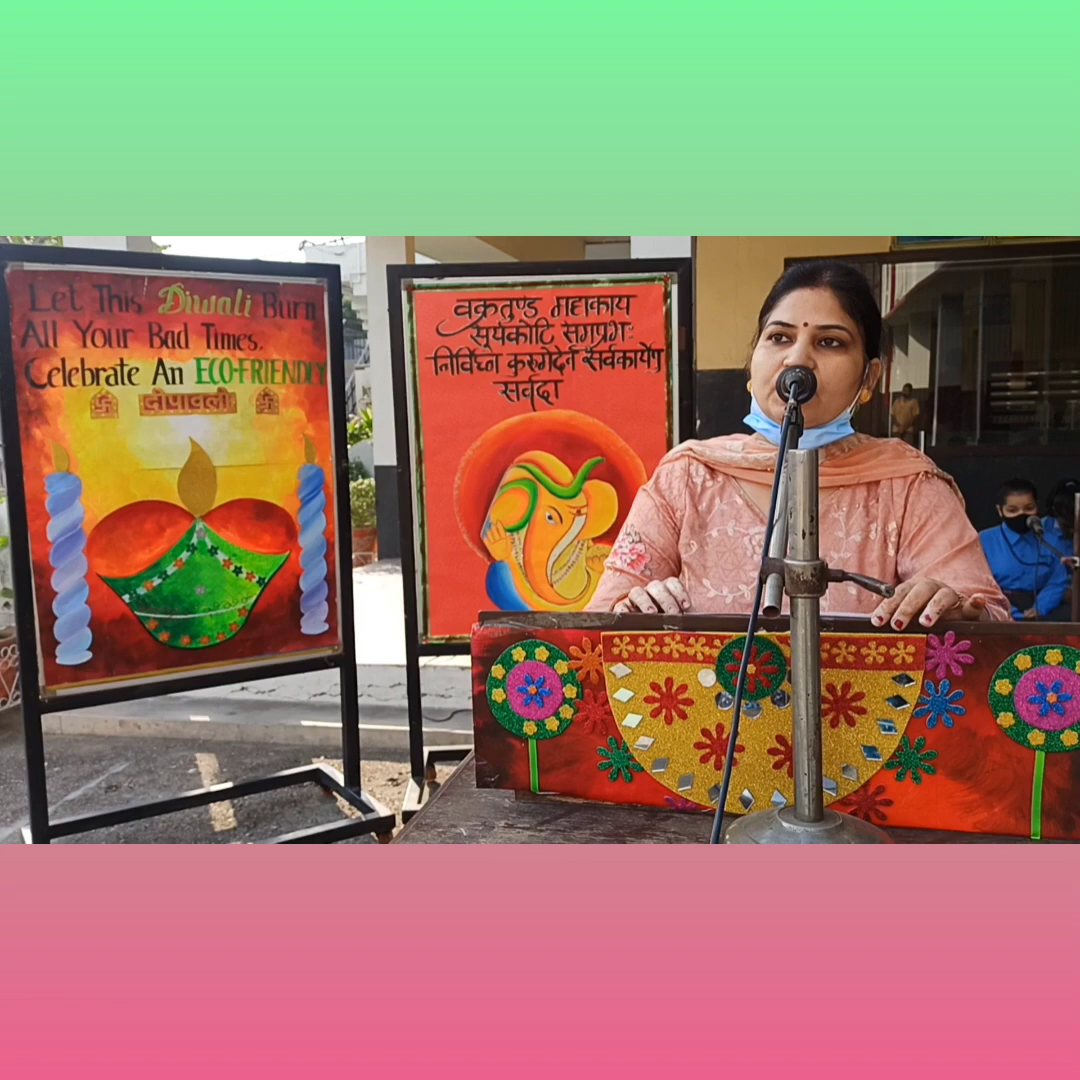 Let This Diwali Burn
All Your Bad Times.
Celebrate An ECO-FRIENDLY
दीपावली
वक्रतुण्ड महाकाय
सुर्यकोटि समप्रभः
निर्विघ्नं कुरुमेदेव सर्वकार्येषु
सर्वदा